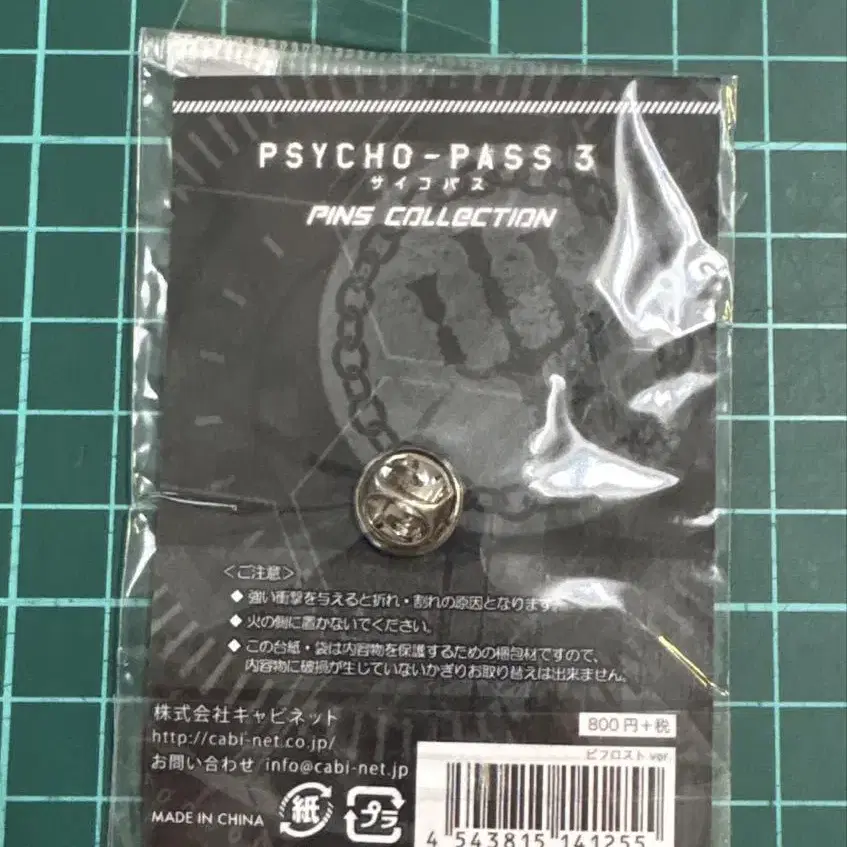 PSYCHO-PASS 3
サイコパス
PINS COLLECTION
<ご注意>
◆ 強い衝撃を与えると折れ・割れの原因となります。
◆ 火の側に置かないでください。
◆ この台紙・袋は内容物を保護するための梱包材ですので、
内容物に破損が生じていないかぎりお取り替えは出来ません。
株式会社キャビネット
800円+税
http://cabi-net.co.jp/
ビフロスト ver.
お問い合わせ info@cabi-net.jp
MADE IN CHINA
紙
プラ
4 543815 141255